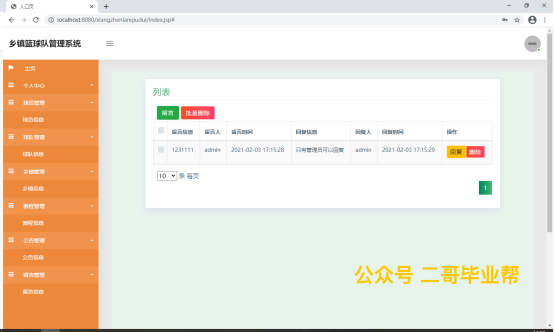 人口页
localhost:8080/xiangzhenlanqiudui/index.jsp#
乡镇篮球队管理系统
主页
个人中心
球员管理
球员信息
球队管理
球队信息
乡镇管理
乡镇信息
赛程管理
赛程信息
公告管理
公告信息
留言管理
留言信息
列表
留言 批量删除
留言信息 留言人 留言时间 回复信息 回复人 回复时间 操作
1231111 admin 2021-02-03 17:15:28 只有管理员可以回复 admin 2021-02-03 17:15:29 回复 删除
10 条 每页
1
公众号 二哥毕业帮